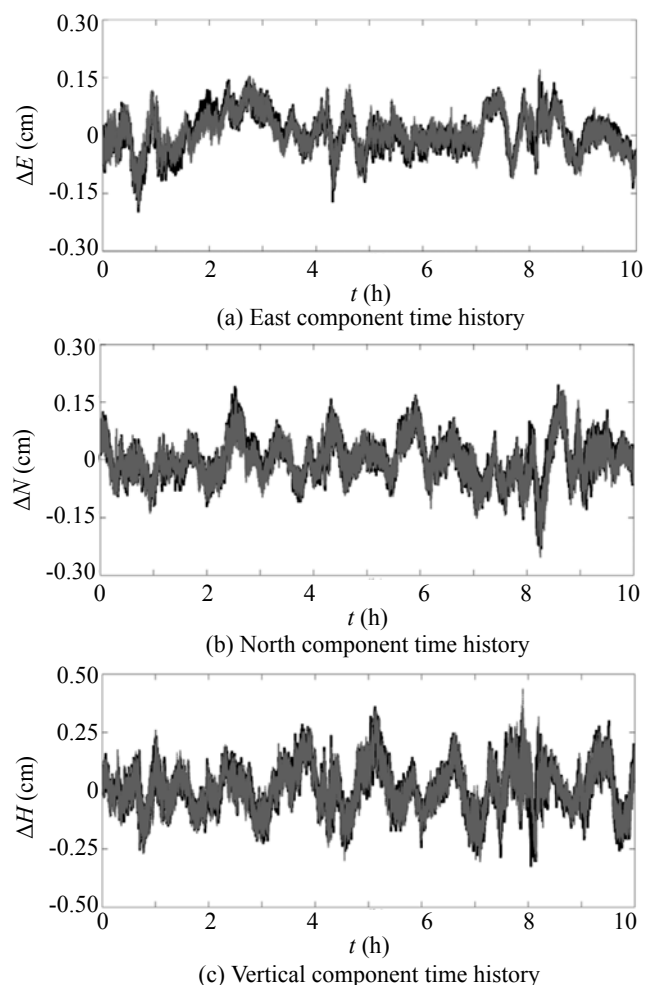 0.30
0.15
0
-0.15
-0.30
ΔE (cm)
0 2 4 6 8 10
t (h)
(a) East component time history
0.30
0.15
0
-0.15
-0.30
ΔN (cm)
0 2 4 6 8 10
t (h)
(b) North component time history
0.50
0.25
0
-0.25
-0.50
ΔH (cm)
0 2 4 6 8 10
t (h)
(c) Vertical component time history